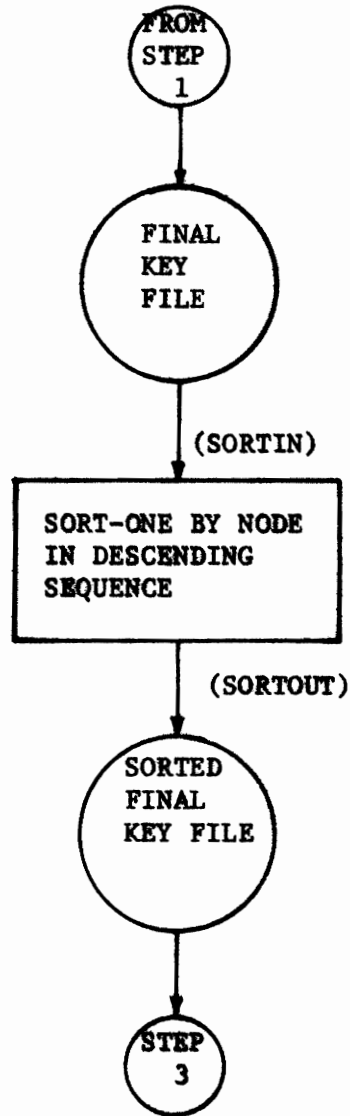 FROM
STEP
1
FINAL
KEY
FILE
(SORTIN)
SORT-ONE BY NODE
IN DESCENDING
SEQUENCE
(SORTOUT)
SORTED
FINAL
KEY FILE
STEP
3